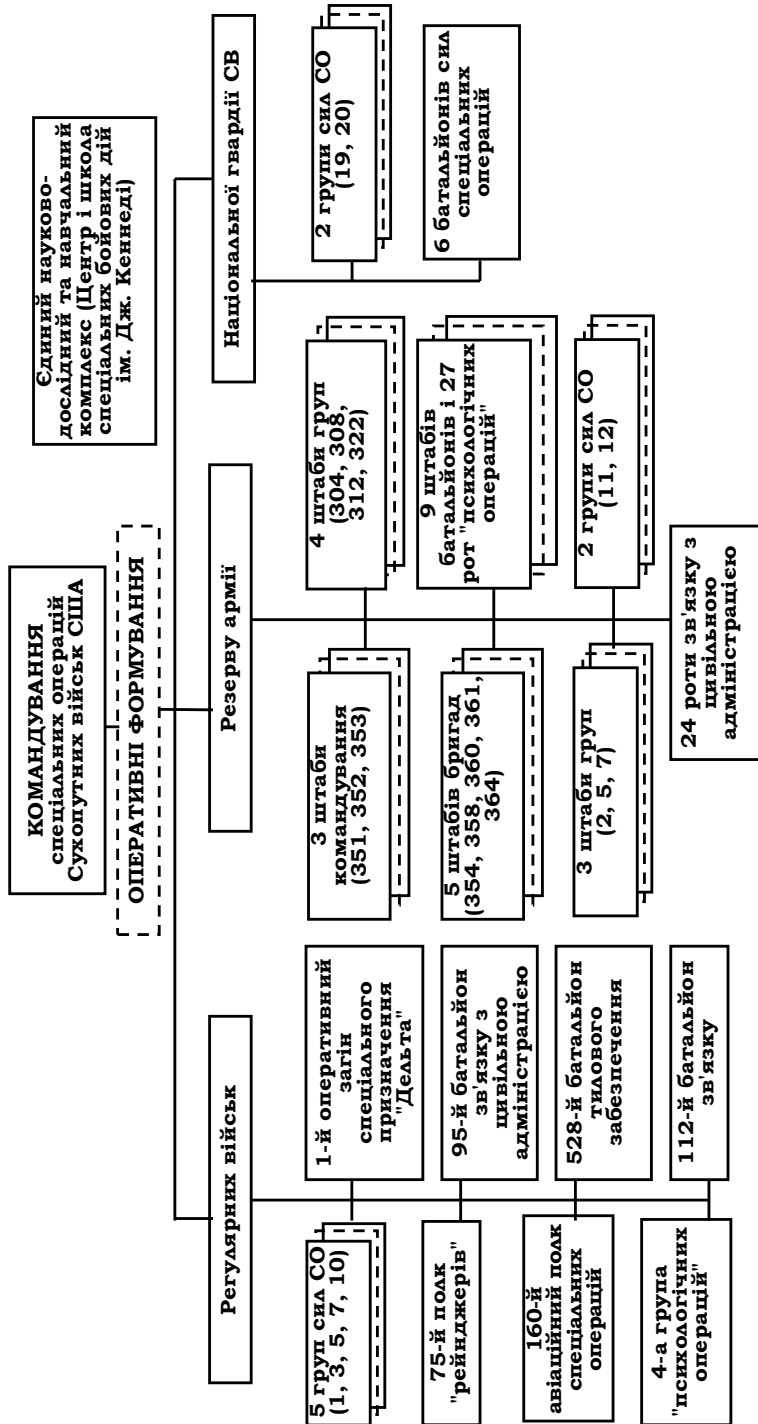 КОМАНДУВАННЯ
спеціальних операцій
Сухопутних військ США
Єдиний науково-
дослідний та навчальний
комплекс (Центр і школа
спеціальних бойових дій
ім. Дж. Кеннеді)
ОПЕРАТИВНІ ФОРМУВАННЯ
Регулярних військ
Резерву армії
Національної гвардії СВ
5 груп сил СО
(1, 3, 5, 7, 10)
1-й оперативний
загін
спеціального
призначення
"Дельта"
75-й полк
"рейнджерів"
95-й батальйон
зв'язку з
цивільною
адміністрацією
160-й
авіаційний полк
спеціальних
операцій
528-й батальйон
тилового
забезпечення
4-а група
"психологічних
операцій"
112-й батальйон
зв'язку
3 штаби
командування
(351, 352, 353)
4 штаби груп
(304, 308,
312, 322)
5 штабів бригад
(354, 358, 360, 361,
364)
9 штабів
батальйонів і 27
рот "психологічних
операцій"
3 штаби груп
(2, 5, 7)
2 групи сил СО
(11, 12)
24 роти зв'язку з
цивільною
адміністрацією
2 групи сил СО
(19, 20)
6 батальйонів сил
спеціальних
операцій